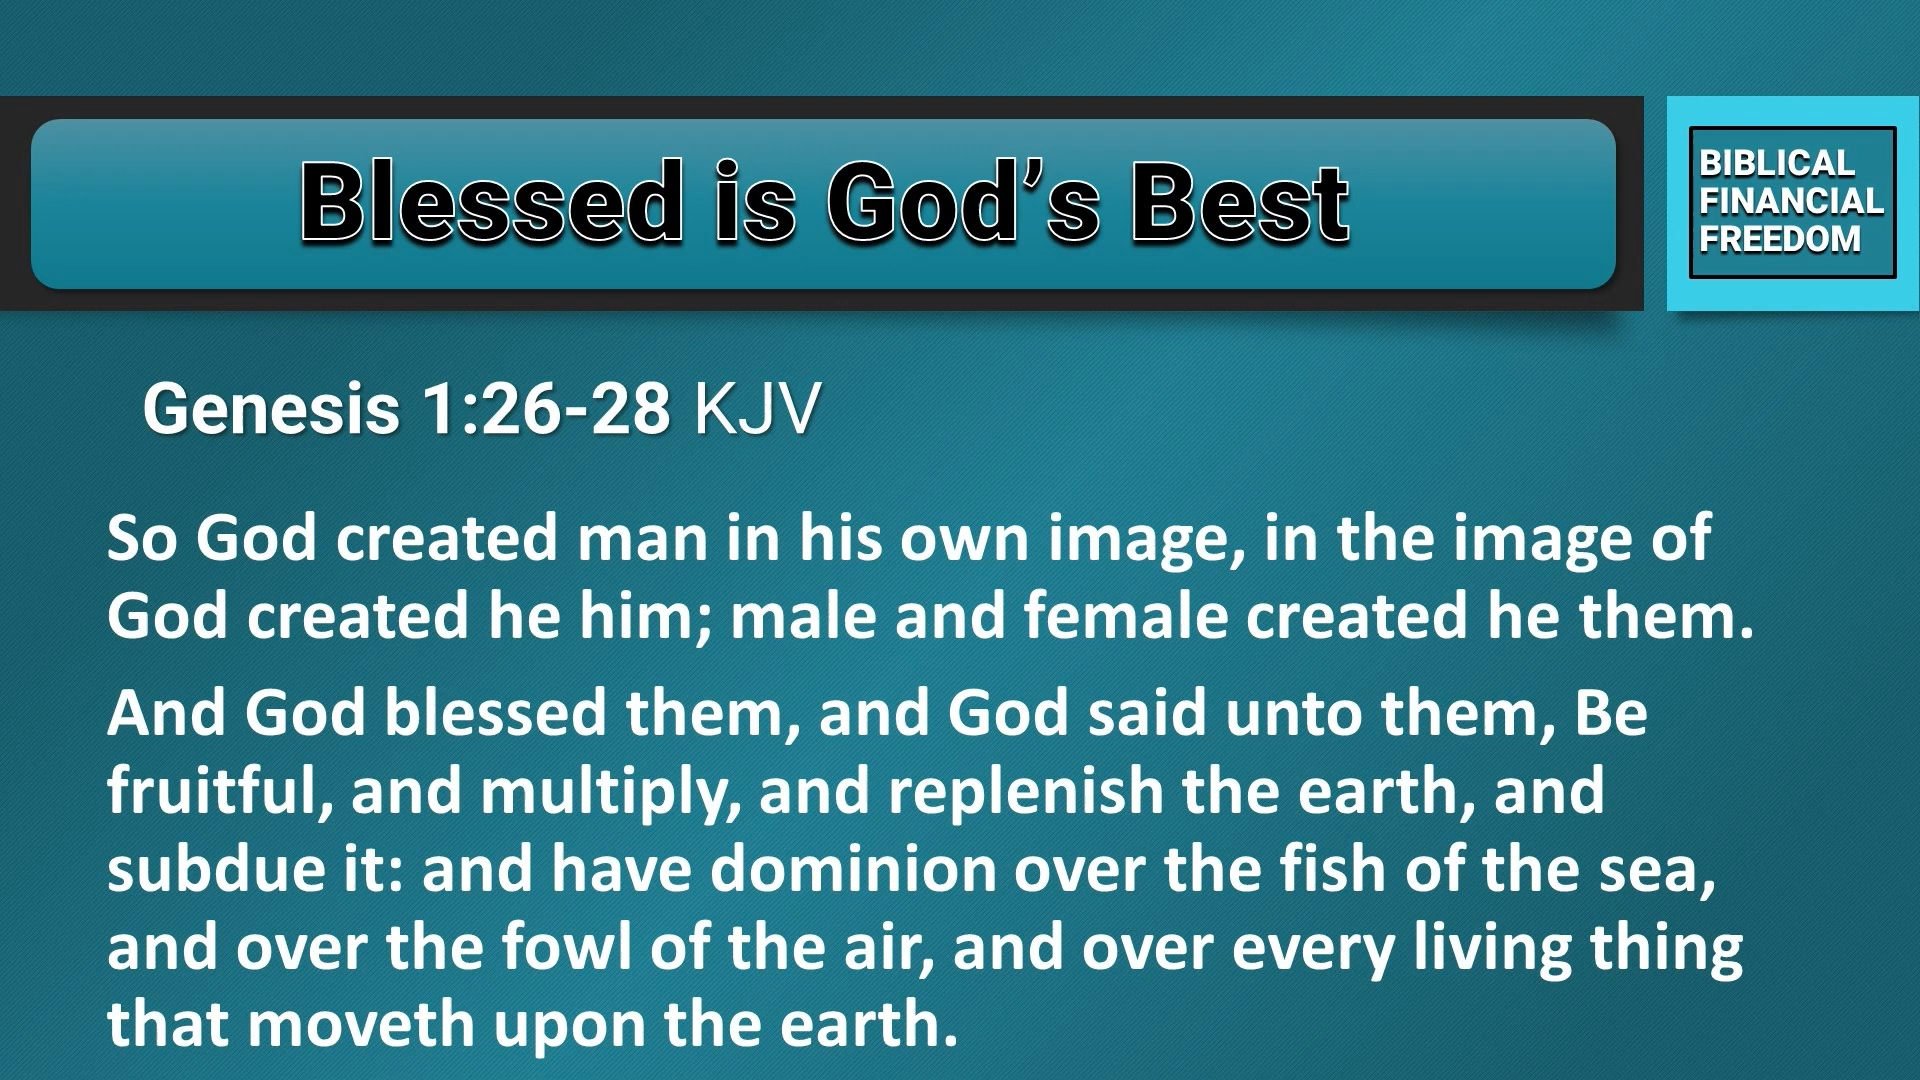 Blessed is God’s Best
BIBLICAL
FINANCIAL
FREEDOM
Genesis 1:26-28 KJV
So God created man in his own image, in the image of
God created he him; male and female created he them.
And God blessed them, and God said unto them, Be
fruitful, and multiply, and replenish the earth, and
subdue it: and have dominion over the fish of the sea,
and over the fowl of the air, and over every living thing
that moveth upon the earth.